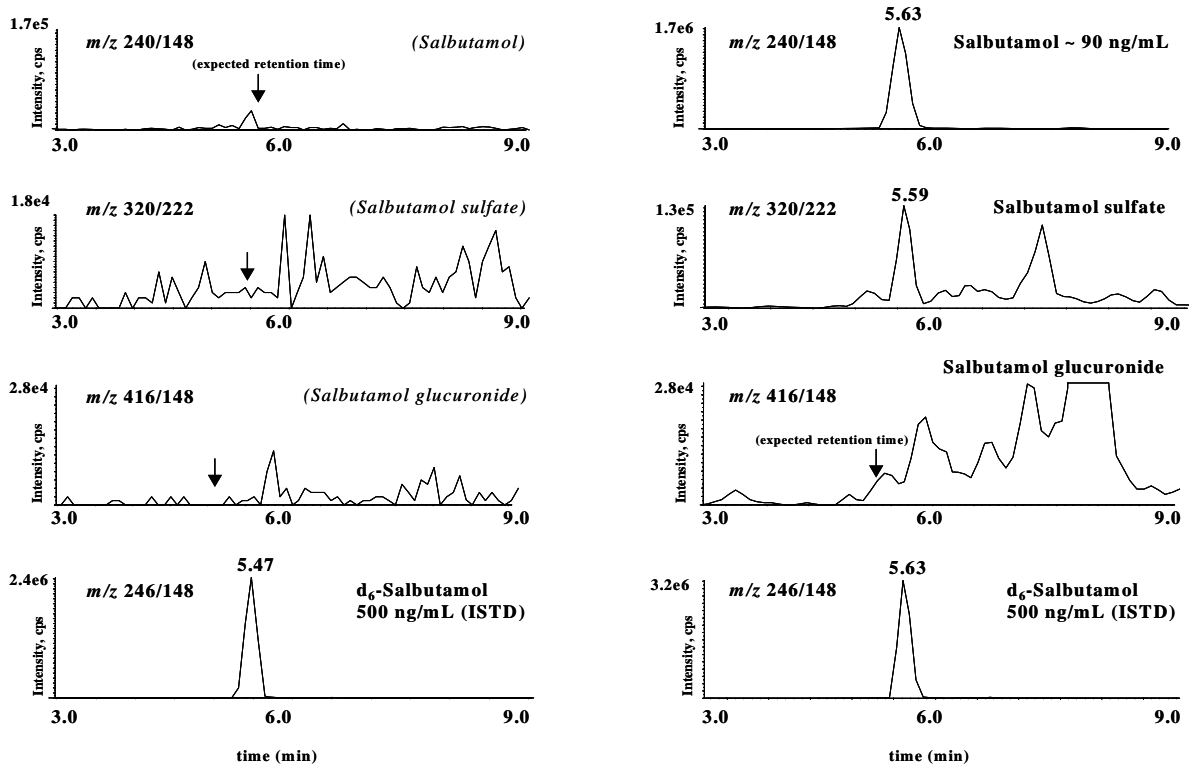 1.7e5
m/z 240/148
(Salbutamol)
(expected retention time)
Intensity, cps
3.0 6.0 9.0
1.8e4
m/z 320/222
(Salbutamol sulfate)
Intensity, cps
3.0 6.0 9.0
2.8e4
m/z 416/148
(Salbutamol glucuronide)
Intensity, cps
3.0 6.0 9.0
5.47
2.4e6
m/z 246/148
d6-Salbutamol
500 ng/mL (ISTD)
Intensity, cps
3.0 6.0 9.0
time (min)
5.63
1.7e6
m/z 240/148
Salbutamol ~ 90 ng/mL
Intensity, cps
3.0 6.0 9.0
5.59
1.3e5
m/z 320/222
Salbutamol sulfate
Intensity, cps
3.0 6.0 9.0
Salbutamol glucuronide
2.8e4
m/z 416/148
(expected retention time)
Intensity, cps
3.0 6.0 9.0
5.63
3.2e6
m/z 246/148
d6-Salbutamol
500 ng/mL (ISTD)
Intensity, cps
3.0 6.0 9.0
time (min)